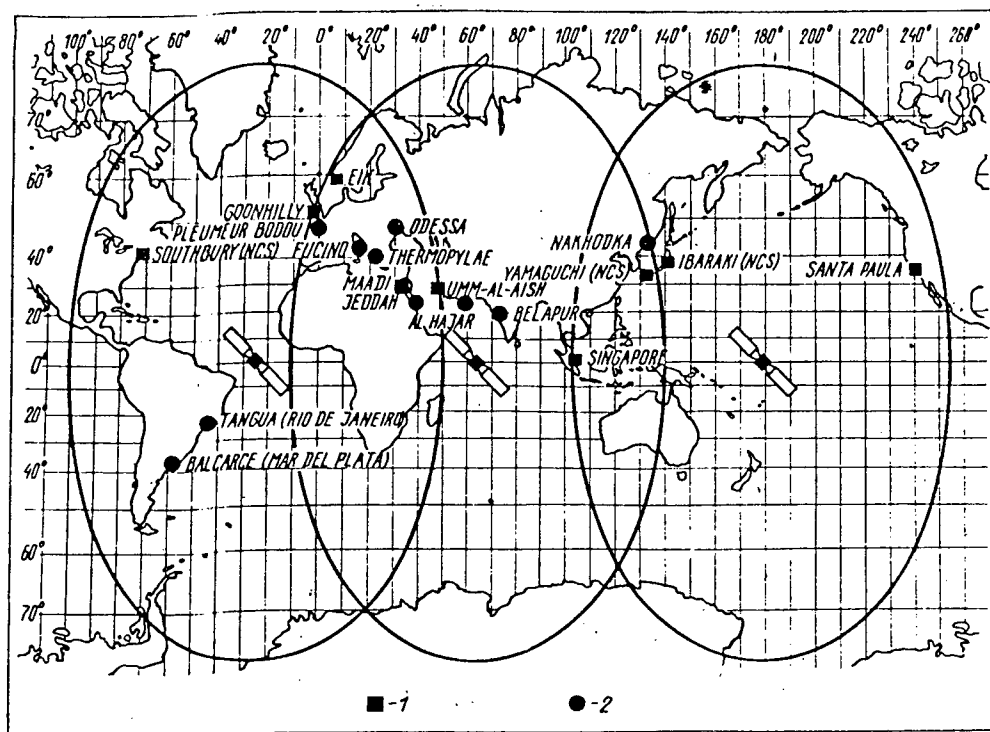 100° 80° 60° 40° 20° 0° 20° 40° 60° 80° 100° 120° 140° 160° 180° 200° 220° 240° 260°
70°
60°
EIK
GOONHILLY
PLEUMEUR BODOU
ODESSA
SOUTHBURY (NCS)
FUCINO
THERMOPYLAE
NAKHODKA
IBARAKI (NCS)
YAMAGUCHI (NCS)
SANTA PAULA
40°
MAADI
UMM-AL-AISH
JEDDAH
AL HAJAR
BELAPUR
20°
SINGAPORE
0°
20°
TANGUA (RIO DE JANEIRO)
BALCARCE (MAR DEL PLATA)
40°
60°
70°
-1
-2